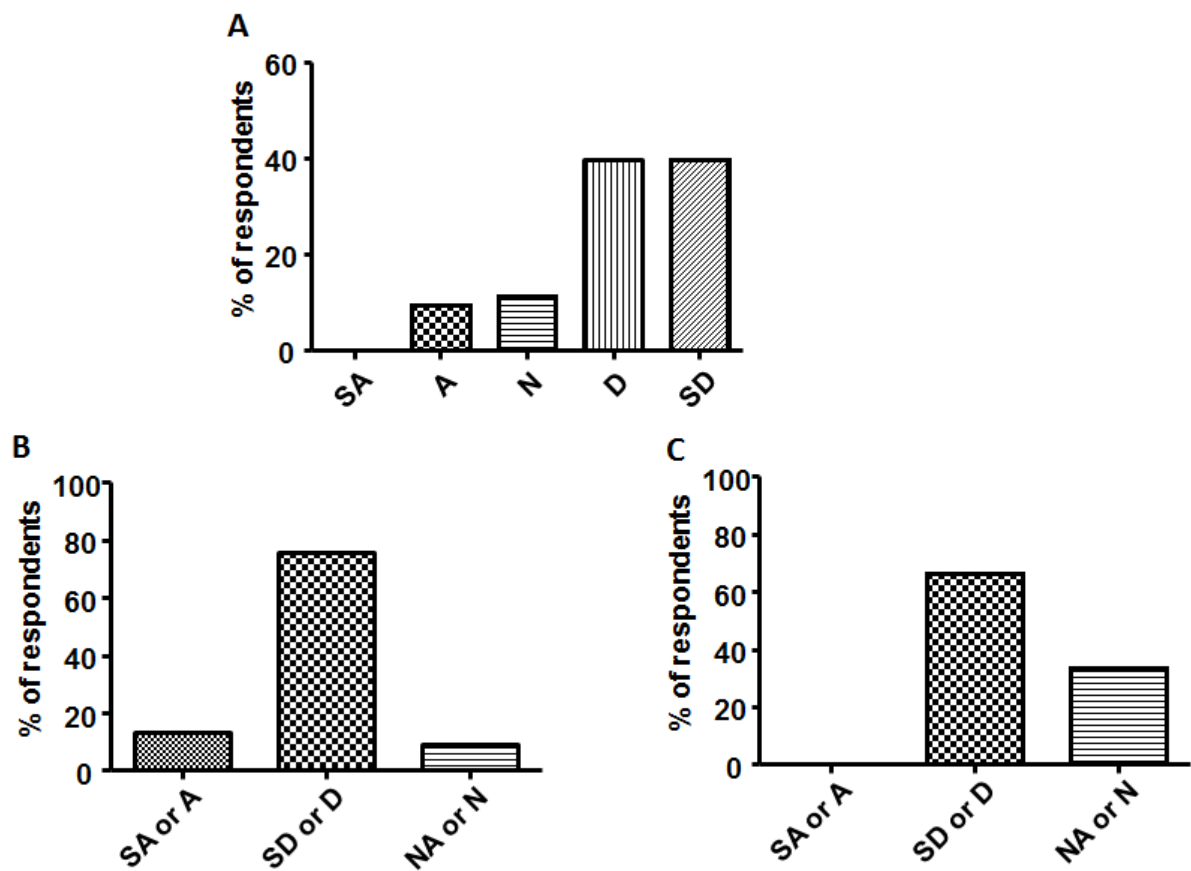 A
% of respondents
60
40
20
0
SA
A
N
D
SD
B
% of respondents
100
80
60
40
20
0
SA or A
SD or D
NA or N
C
% of respondents
100
80
60
40
20
0
SA or A
SD or D
NA or N